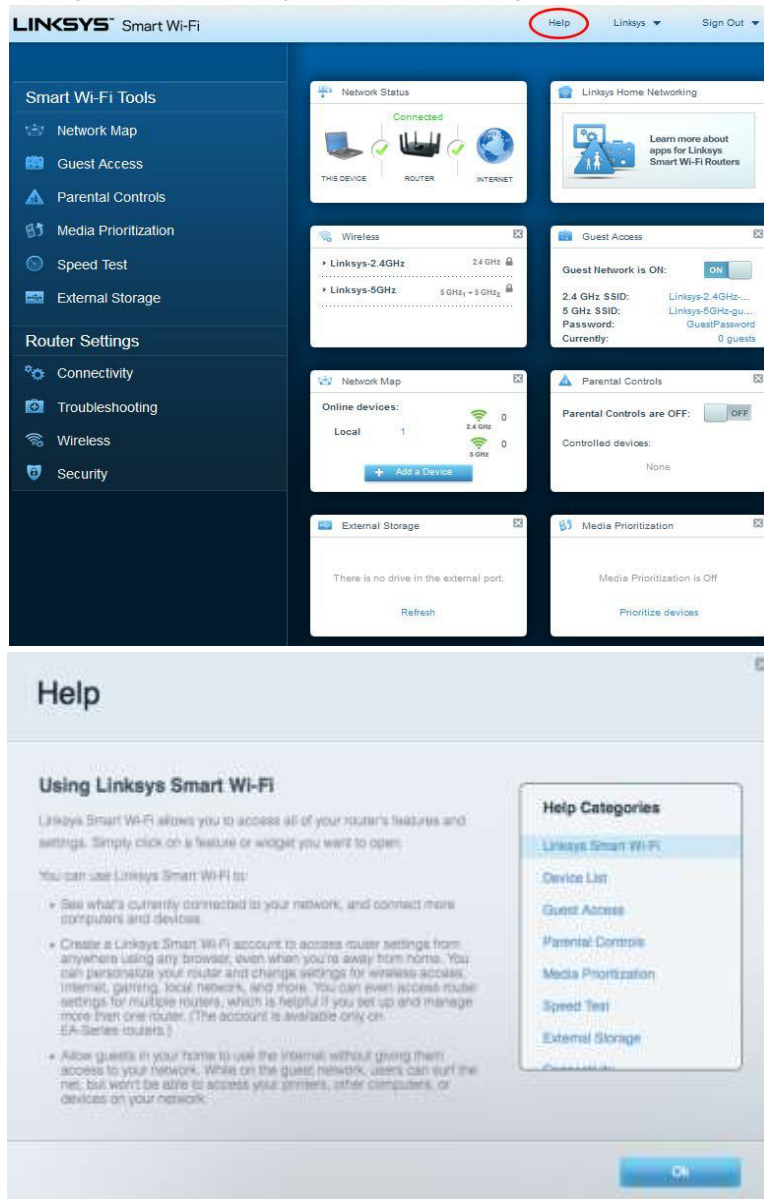 LINKSYS Smart Wi-Fi
Help
Linksys
Sign Out
Smart Wi-Fi Tools
Network Map
Guest Access
Parental Controls
Media Prioritization
Speed Test
External Storage
Router Settings
Connectivity
Troubleshooting
Wireless
Security
Network Status
Connected
THIS DEVICE
ROUTER
INTERNET
Linksys Home Networking
Learn more about
apps for Linksys
Smart Wi-Fi Routers
Wireless
Linksys-2.4GHz 2.4 GHz
Linksys-5GHz 5 GHz1 + 5 GHz2
Guest Access
Guest Network is ON: ON
2.4 GHz SSID: Linksys-2.4GHz-...
5 GHz SSID: Linksys-5GHz-gu...
Password: GuestPassword
Currently: 0 guests
Network Map
Online devices:
Local 1
0
2.4 GHz
0
5 GHz
+ Add a Device
Parental Controls
Parental Controls are OFF: OFF
Controlled devices:
None
External Storage
There is no drive in the external port.
Refresh
Media Prioritization
Media Prioritization is Off
Prioritize devices
Help
Using Linksys Smart Wi-Fi
Linksys Smart Wi-Fi allows you to access all of your router's features and
settings. Simply click on a feature or widget you want to open.
You can use Linksys Smart Wi-Fi to:
• See what's currently connected to your network, and connect more
computers and devices.
• Create a Linksys Smart Wi-Fi account to access router settings from
anywhere using any browser, even when you're away from home. You
can personalize your router and change settings for wireless access,
internet, gaming, local network, and more. You can even access router
settings for multiple routers, which is helpful if you set up and manage
more than one router. (The account is available only on
EA-Series routers.)
• Allow guests in your home to use the Internet without giving them
access to your network. While on the guest network, users can surf the
net, but won't be able to access your printers, other computers, or
devices on your network.
Help Categories
Linksys Smart Wi-Fi
Device List
Guest Access
Parental Controls
Media Prioritization
Speed Test
External Storage
Connectivity
Ok